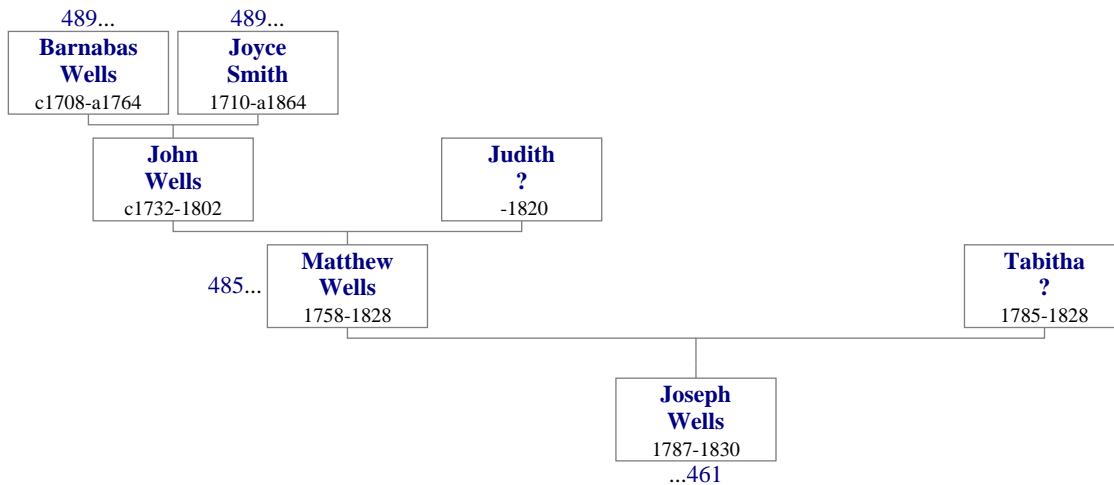 489...
489...
Barnabas
Wells
c1708-a1764
Joyce
Smith
1710-a1864
John
Wells
c1732-1802
Judith
?
-1820
485...
Matthew
Wells
1758-1828
Tabitha
?
1785-1828
Joseph
Wells
1787-1830
...461